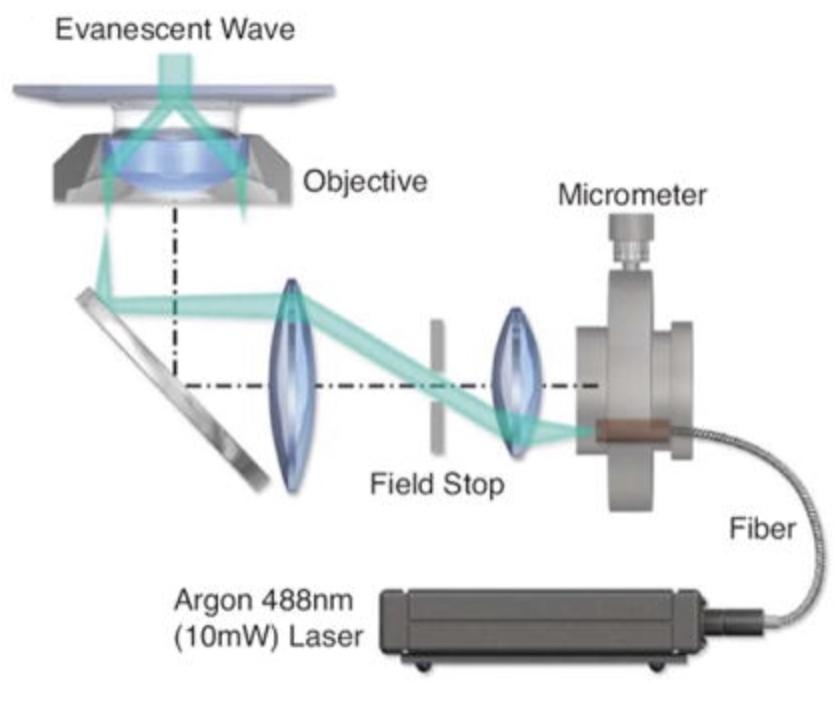 Evanescent Wave
Objective
Micrometer
Field Stop
Fiber
Argon 488nm
(10mW) Laser